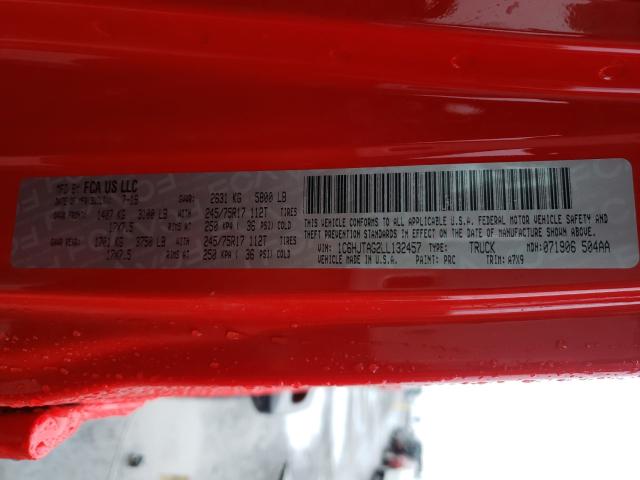 MFD BY FCA US LLC
DATE OF MFR 7-19 GVWR: 2631 KG 5800 LB
GAWR FRONT: 1407 KG 3100 LB WITH 245/75R17 112T TIRES
17X7.5 RIMS AT 250 KPA ( 36 PSI) COLD
GAWR REAR: 1701 KG 3750 LB WITH 245/75R17 112T TIRES
17X7.5 RIMS AT 250 KPA ( 36 PSI) COLD
THIS VEHICLE CONFORMS TO ALL APPLICABLE U.S.A. FEDERAL MOTOR VEHICLE SAFETY
AND THEFT PREVENTION STANDARDS IN EFFECT ON THE DATE OF MANUFACTURE SHOWN ABOVE.
VIN: 1C6HJTAG2LL132457 TYPE: TRUCK MDH: 071906 504AA
VEHICLE MADE IN U.S.A. PAINT: PRC TRIM: A7X9